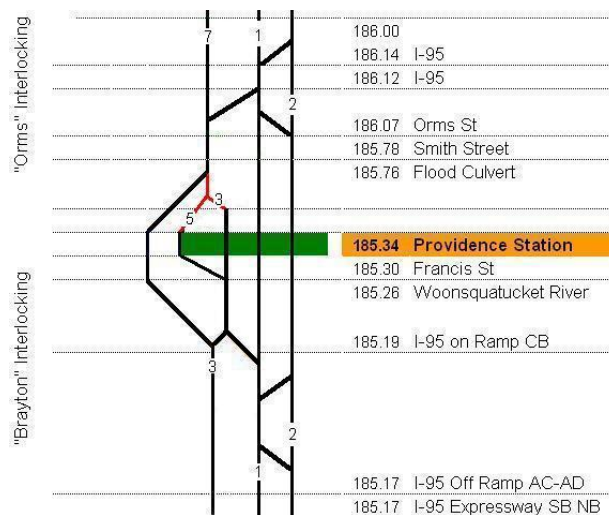 "Orms" Interlocking
"Brayton" Interlocking
7
1
2
3
5
3
2
1
186.00
186.14 I-95
186.12 I-95
186.07 Orms St
185.78 Smith Street
185.76 Flood Culvert
185.34 Providence Station
185.30 Francis St
185.26 Woonsquatucket River
185.19 I-95 on Ramp CB
185.17 I-95 Off Ramp AC-AD
185.17 I-95 Expressway SB NB